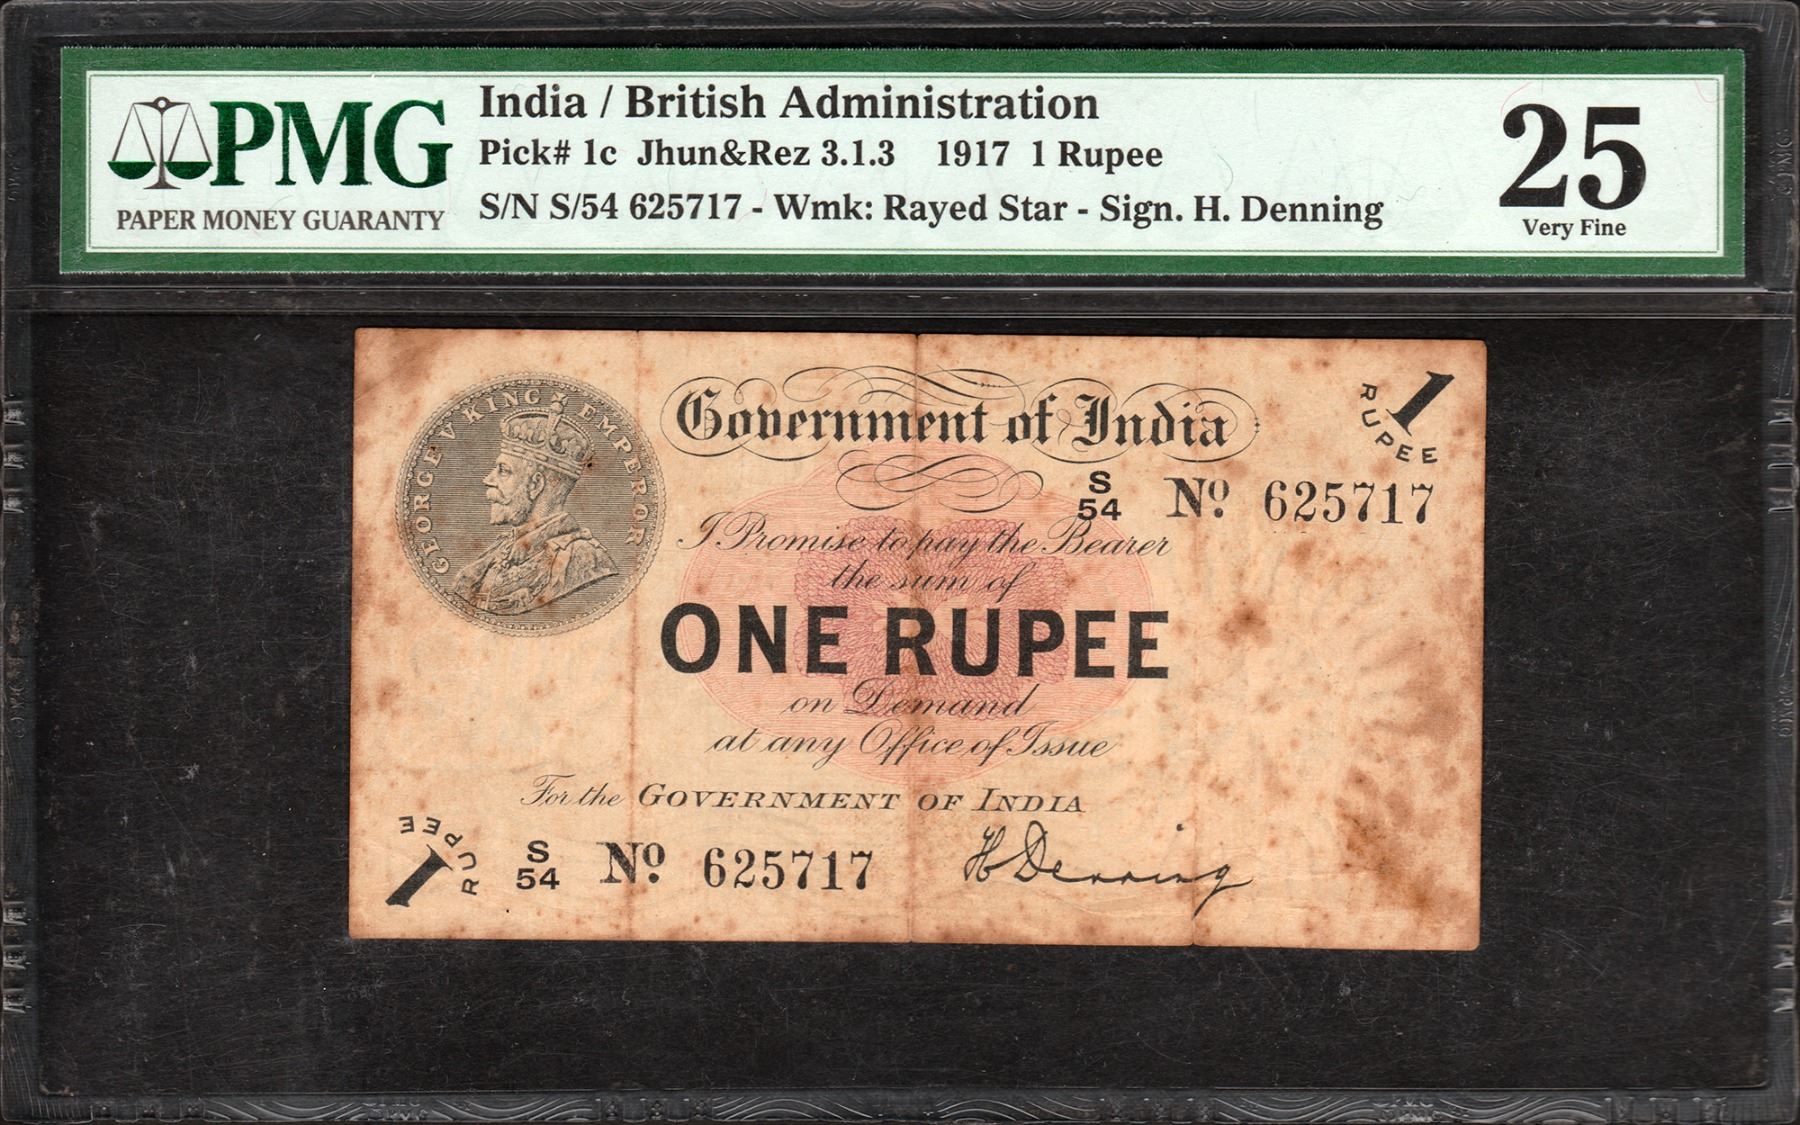 PMG
PAPER MONEY GUARANTY
India / British Administration
Pick# 1c Jhun&Rez 3.1.3 1917 1 Rupee
S/N S/54 625717 - Wmk: Rayed Star - Sign. H. Denning
25
Very Fine
GEORGE V KING EMPEROR
Government of India
1
RUPEE
S
54 No 625717
I Promise to pay the Bearer
the sum of
ONE RUPEE
on Demand
at any Office of Issue
For the GOVERNMENT OF INDIA
1
RUPEE
S
54 No 625717
H Denning